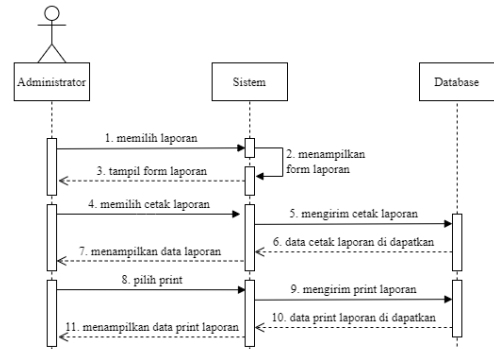 Administrator
Sistem
Database
1. memilih laporan
2. menampilkan
form laporan
3. tampil form laporan
4. memilih cetak laporan
5. mengirim cetak laporan
6. data cetak laporan di dapatkan
7. menampilkan data laporan
8. pilih print
9. mengirim print laporan
10. data print laporan di dapatkan
11. menampilkan data print laporan